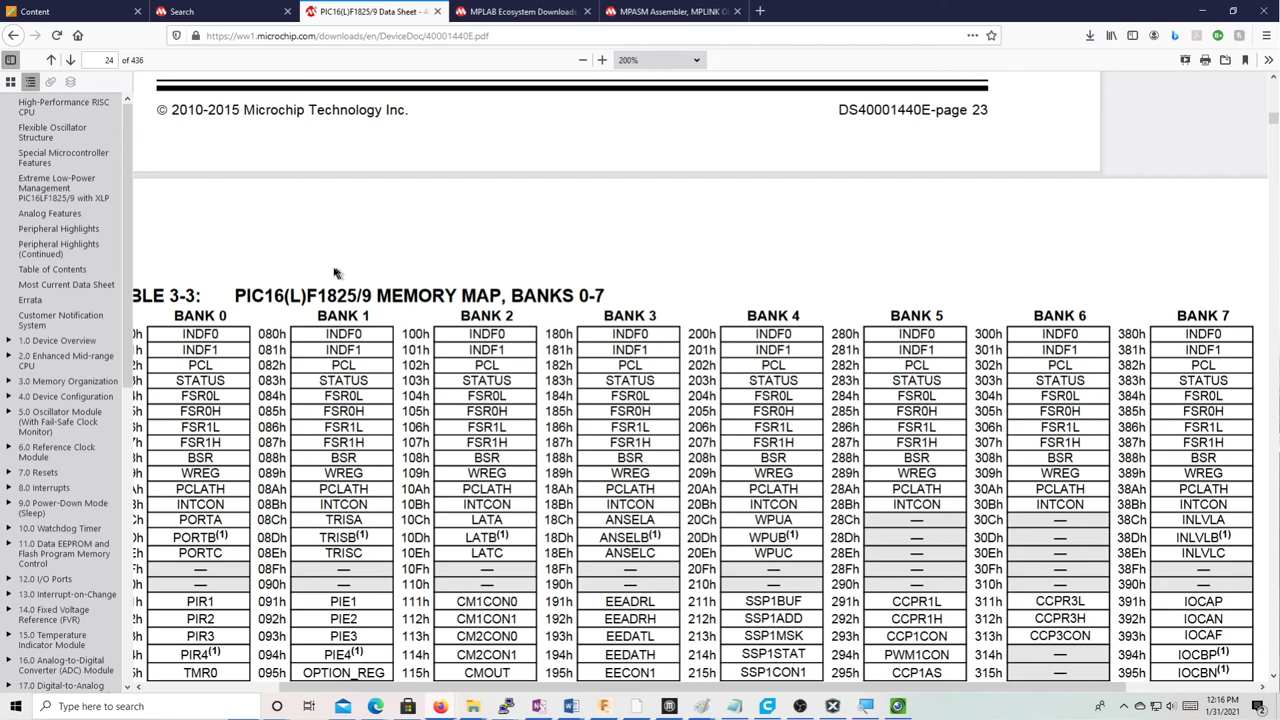 Content
Search
PIC16(L)F1825/9 Data Sheet - 4
MPLAB Ecosystem Downloads
MPASM Assembler, MPLINK O
https://ww1.microchip.com/downloads/en/DeviceDoc/40001440E.pdf
24 of 436
200%
High-Performance RISC
CPU
Flexible Oscillator
Structure
Special Microcontroller
Features
Extreme Low-Power
Management
PIC16LF1825/9 with XLP
Analog Features
Peripheral Highlights
Peripheral Highlights
(Continued)
Table of Contents
Most Current Data Sheet
Errata
Customer Notification
System
1.0 Device Overview
2.0 Enhanced Mid-range
CPU
3.0 Memory Organization
4.0 Device Configuration
5.0 Oscillator Module
(With Fail-Safe Clock
Monitor)
6.0 Reference Clock
Module
7.0 Resets
8.0 Interrupts
9.0 Power-Down Mode
(Sleep)
10.0 Watchdog Timer
11.0 Data EEPROM and
Flash Program Memory
Control
12.0 I/O Ports
13.0 Interrupt-on-Change
14.0 Fixed Voltage
Reference (FVR)
15.0 Temperature
Indicator Module
16.0 Analog-to-Digital
Converter (ADC) Module
17.0 Digital-to-Analog
© 2010-2015 Microchip Technology Inc. DS40001440E-page 23
BLE 3-3: PIC16(L)F1825/9 MEMORY MAP, BANKS 0-7
BANK 0 BANK 1 BANK 2 BANK 3 BANK 4 BANK 5 BANK 6 BANK 7
0h INDF0 080h INDF0 100h INDF0 180h INDF0 200h INDF0 280h INDF0 300h INDF0 380h INDF0
1h INDF1 081h INDF1 101h INDF1 181h INDF1 201h INDF1 281h INDF1 301h INDF1 381h INDF1
2h PCL 082h PCL 102h PCL 182h PCL 202h PCL 282h PCL 302h PCL 382h PCL
3h STATUS 083h STATUS 103h STATUS 183h STATUS 203h STATUS 283h STATUS 303h STATUS 383h STATUS
4h FSR0L 084h FSR0L 104h FSR0L 184h FSR0L 204h FSR0L 284h FSR0L 304h FSR0L 384h FSR0L
5h FSR0H 085h FSR0H 105h FSR0H 185h FSR0H 205h FSR0H 285h FSR0H 305h FSR0H 385h FSR0H
6h FSR1L 086h FSR1L 106h FSR1L 186h FSR1L 206h FSR1L 286h FSR1L 306h FSR1L 386h FSR1L
7h FSR1H 087h FSR1H 107h FSR1H 187h FSR1H 207h FSR1H 287h FSR1H 307h FSR1H 387h FSR1H
8h BSR 088h BSR 108h BSR 188h BSR 208h BSR 288h BSR 308h BSR 388h BSR
9h WREG 089h WREG 109h WREG 189h WREG 209h WREG 289h WREG 309h WREG 389h WREG
Ah PCLATH 08Ah PCLATH 10Ah PCLATH 18Ah PCLATH 20Ah PCLATH 28Ah PCLATH 30Ah PCLATH 38Ah PCLATH
Bh INTCON 08Bh INTCON 10Bh INTCON 18Bh INTCON 20Bh INTCON 28Bh INTCON 30Bh INTCON 38Bh INTCON
Ch PORTA 08Ch TRISA 10Ch LATA 18Ch ANSELA 20Ch WPUA 28Ch — 30Ch — 38Ch INLVLA
Dh PORTB(1) 08Dh TRISB(1) 10Dh LATB(1) 18Dh ANSELB(1) 20Dh WPUB(1) 28Dh — 30Dh — 38Dh INLVLB(1)
Eh PORTC 08Eh TRISC 10Eh LATC 18Eh ANSELC 20Eh WPUC 28Eh — 30Eh — 38Eh INLVLC
Fh — 08Fh — 10Fh — 18Fh — 20Fh — 28Fh — 30Fh — 38Fh —
0h — 090h — 110h — 190h — 210h — 290h — 310h — 390h —
1h PIR1 091h PIE1 111h CM1CON0 191h EEADRL 211h SSP1BUF 291h CCPR1L 311h CCPR3L 391h IOCAP
2h PIR2 092h PIE2 112h CM1CON1 192h EEADRH 212h SSP1ADD 292h CCPR1H 312h CCPR3H 392h IOCAN
3h PIR3 093h PIE3 113h CM2CON0 193h EEDATL 213h SSP1MSK 293h CCP1CON 313h CCP3CON 393h IOCAF
4h PIR4(1) 094h PIE4(1) 114h CM2CON1 194h EEDATH 214h SSP1STAT 294h PWM1CON 314h — 394h IOCBP(1)
5h TMR0 095h OPTION_REG 115h CMOUT 195h EECON1 215h SSP1CON1 295h CCP1AS 315h — 395h IOCBN(1)
Type here to search
12:16 PM
1/31/2021
2